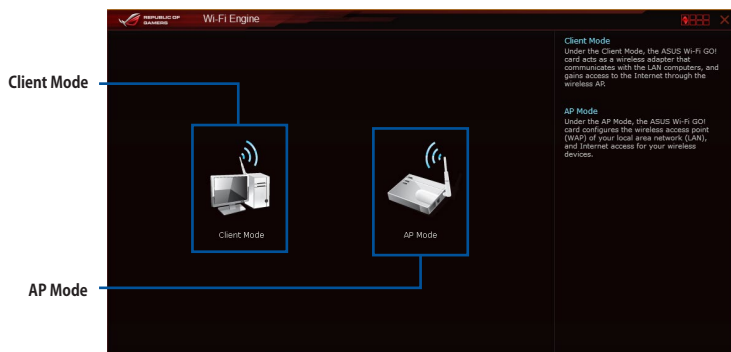 REPUBLIC OF
GAMERS
Wi-Fi Engine
Client Mode
Under the Client Mode, the ASUS Wi-Fi GO!
card acts as a wireless adapter that
communicates with the LAN computers, and
gains access to the Internet through the
wireless AP.
AP Mode
Under the AP Mode, the ASUS Wi-Fi GO!
card configures the wireless access point
(WAP) of your local area network (LAN),
and Internet access for your wireless
devices.
Client Mode
Client Mode
AP Mode
AP Mode